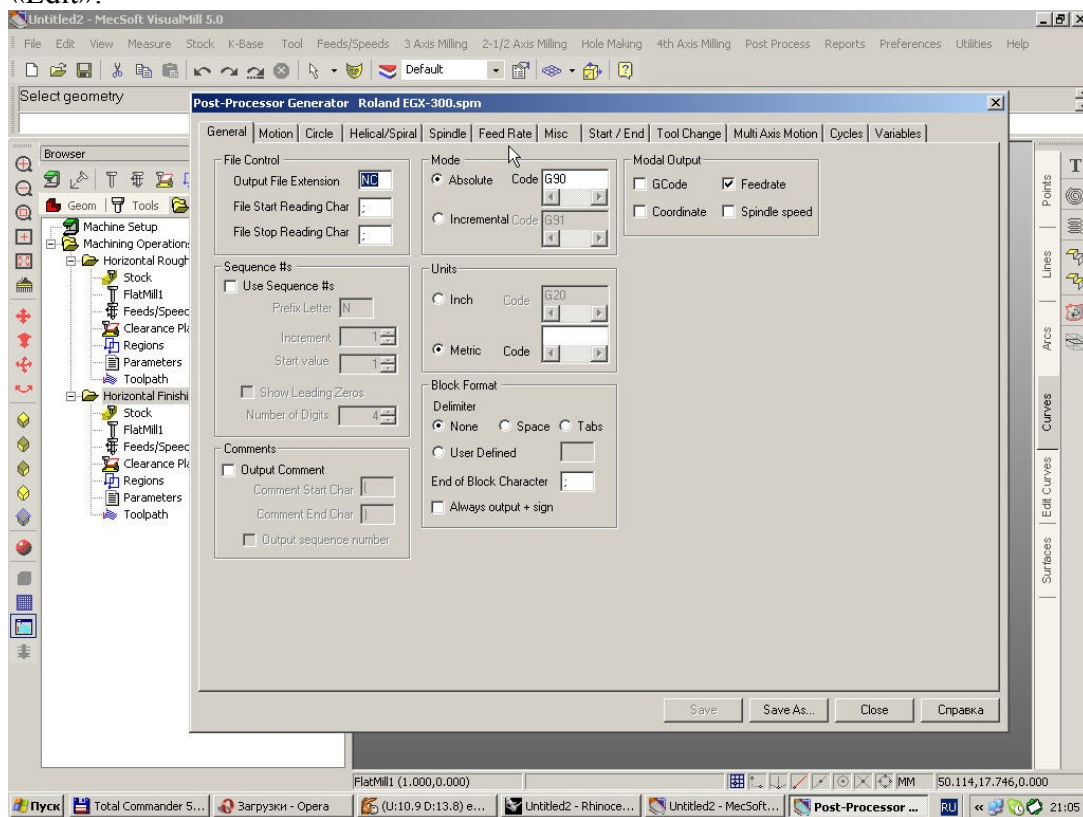 «Edit».
Untitled2 - MecSoft VisualMill 5.0
File Edit View Measure Stock K-Base Tool Feeds/Speeds 3 Axis Milling 2-1/2 Axis Milling Hole Making 4th Axis Milling Post Process Reports Preferences Utilities Help
Default
Select geometry
Post-Processor Generator Roland EGX-300.spm
General Motion Circle Helical/Spiral Spindle Feed Rate Misc Start / End Tool Change Multi Axis Motion Cycles Variables
Browser
Geom Tools
Machine Setup
Machining Operation
Horizontal Rough
Stock
FlatMill1
Feeds/Speed
Clearance Pl
Regions
Parameters
Toolpath
Horizontal Finishi
Stock
FlatMill1
Feeds/Speed
Clearance Pl
Regions
Parameters
Toolpath
File Control
Output File Extension NC
File Start Reading Char ;
File Stop Reading Char ;
Sequence #s
Use Sequence #s
Prefix Letter N
Increment 1
Start value 1
Show Leading Zeros
Number of Digits 4
Comments
Output Comment
Comment Start Char (
Comment End Char )
Output sequence number
Mode
Absolute Code G90
Incremental Code G91
Units
Inch Code G20
Metric Code
Block Format
Delimiter
None Space Tabs
User Defined
End of Block Character ;
Always output + sign
Modal Output
GCode Feedrate
Coordinate Spindle speed
Save Save As... Close Справка
T
Points
Lines
Arcs
Curves
Edit Curves
Surfaces
FlatMill1 (1.000,0.000) MM 50.114,17.746,0.000
Пуск Total Commander 5... Загрузки - Opera (U:10.9 D:13.8) e... Untitled2 - Rhinoce... Untitled2 - MecSoft... Post-Processor ... RU « 21:05